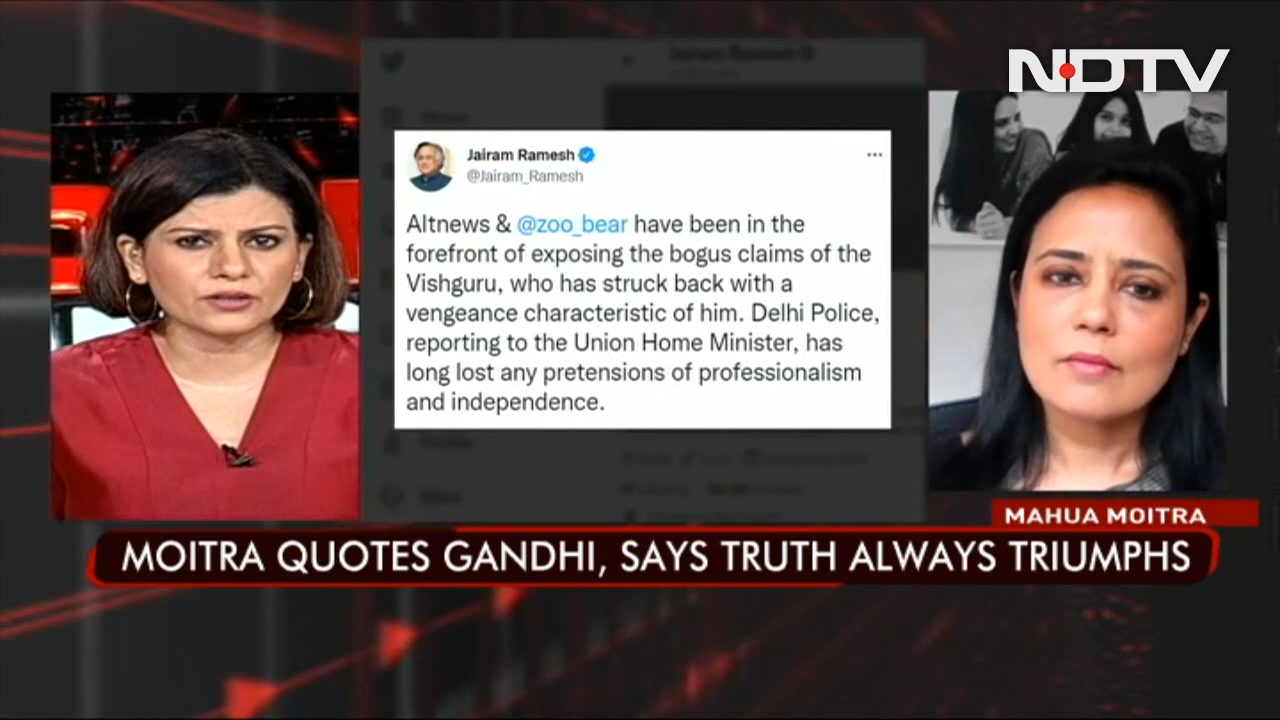 NDTV
Jairam Ramesh
@Jairam_Ramesh
Altnews & @zoo_bear have been in the
forefront of exposing the bogus claims of the
Vishguru, who has struck back with a
vengeance characteristic of him. Delhi Police,
reporting to the Union Home Minister, has
long lost any pretensions of professionalism
and independence.
MAHUA MOITRA
MOITRA QUOTES GANDHI, SAYS TRUTH ALWAYS TRIUMPHS